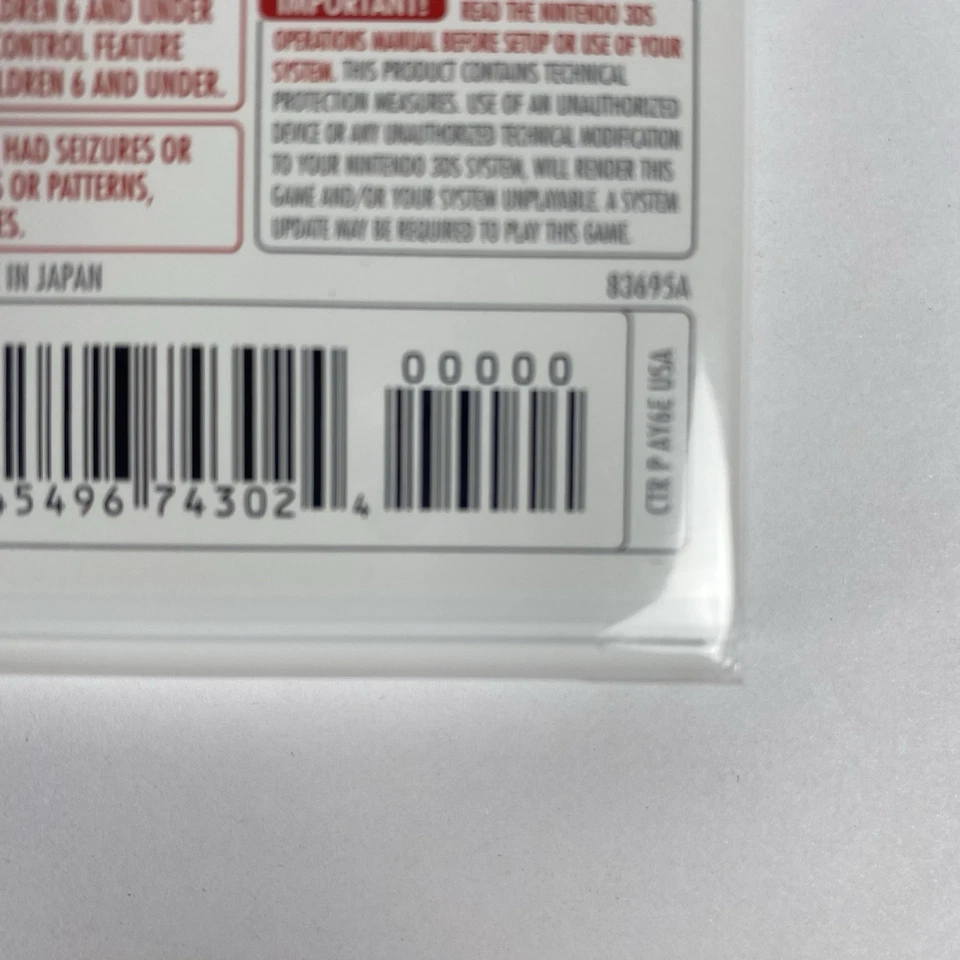 DREN 6 AND UNDER
CONTROL FEATURE
LDREN 6 AND UNDER.
HAD SEIZURES OR
S OR PATTERNS,
ES.
IMPORTANT! READ THE NINTENDO 3DS
OPERATIONS MANUAL BEFORE SETUP OR USE OF YOUR
SYSTEM. THIS PRODUCT CONTAINS TECHNICAL
PROTECTION MEASURES. USE OF AN UNAUTHORIZED
DEVICE OR ANY UNAUTHORIZED TECHNICAL MODIFICATION
TO YOUR NINTENDO 3DS SYSTEM, WILL RENDER THIS
GAME AND/OR YOUR SYSTEM UNPLAYABLE. A SYSTEM
UPDATE MAY BE REQUIRED TO PLAY THIS GAME.
IN JAPAN
83695A
00000
5496 74302 4
CTR P AY6E USA